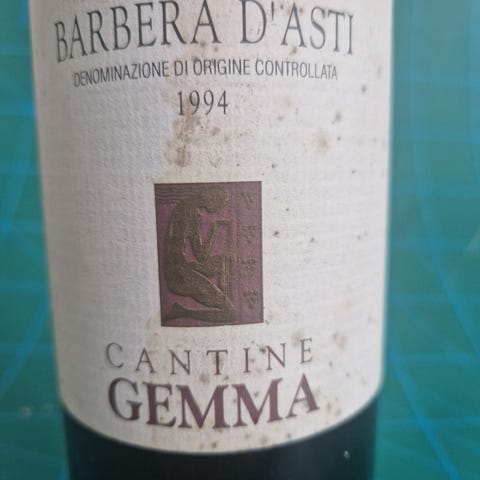 BARBERA D'ASTI
DENOMINAZIONE DI ORIGINE CONTROLLATA
1994
CANTINE
GEMMA